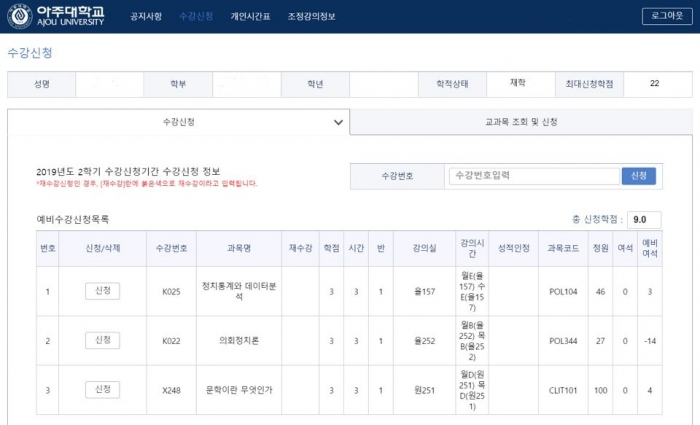 아주대학교
AJOU UNIVERSITY
공지사항 수강신청 개인시간표 조정강의정보
로그아웃
수강신청
성명 학부 학년 학적상태 재학 최대신청학점 22
수강신청 교과목 조회 및 신청
2019년도 2학기 수강신청기간 수강신청 정보
*재수강신청인 경우, [재수강]란에 붉은색으로 재수강이라고 입력됩니다.
수강번호 수강번호입력 신청
예비수강신청목록
총 신청학점 : 9.0
번호 신청/삭제 수강번호 과목명 재수강 학점 시간 반 강의실 강의시간 성적인정 과목코드 정원 여석 예비여석
1 신청 K025 정치통계와 데이터분석 3 3 1 율157 월E(율157) 수E(율157) POL104 46 0 3
2 신청 K022 의회정치론 3 3 1 율252 월B(율252) 목B(율252) POL344 27 0 -14
3 신청 X248 문학이란 무엇인가 3 3 1 원251 월D(원251) 목D(원251) CLIT101 100 0 4